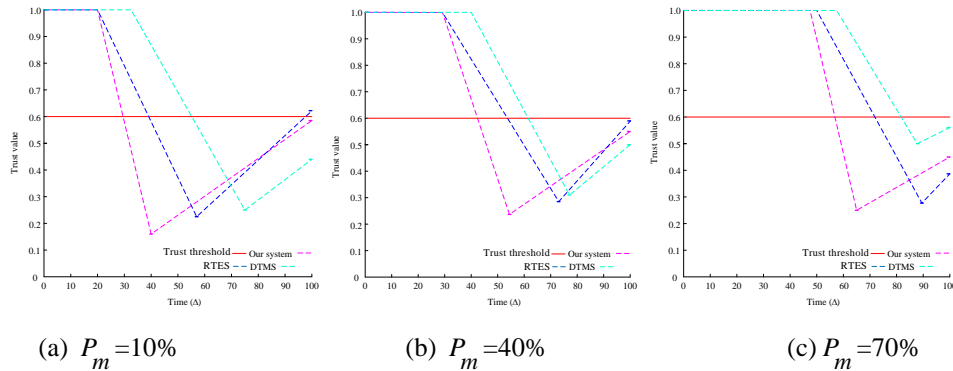 1.0
0.9
0.8
0.7
0.6
0.5
0.4
0.3
0.2
0.1
0
Trust value
Trust threshold Our system
RTES DTMS
0 10 20 30 40 50 60 70 80 90 100
Time (Δ)
(a) P_m =10%
1.0
0.9
0.8
0.7
0.6
0.5
0.4
0.3
0.2
0.1
0
Trust value
Trust threshold Our system
RTES DTMS
0 10 20 30 40 50 60 70 80 90 100
Time (Δ)
(b) P_m =40%
1.0
0.9
0.8
0.7
0.6
0.5
0.4
0.3
0.2
0.1
0
Trust value
Trust threshold Our system
RTES DTMS
0 10 20 30 40 50 60 70 80 90 100
Time (Δ)
(c) P_m =70%